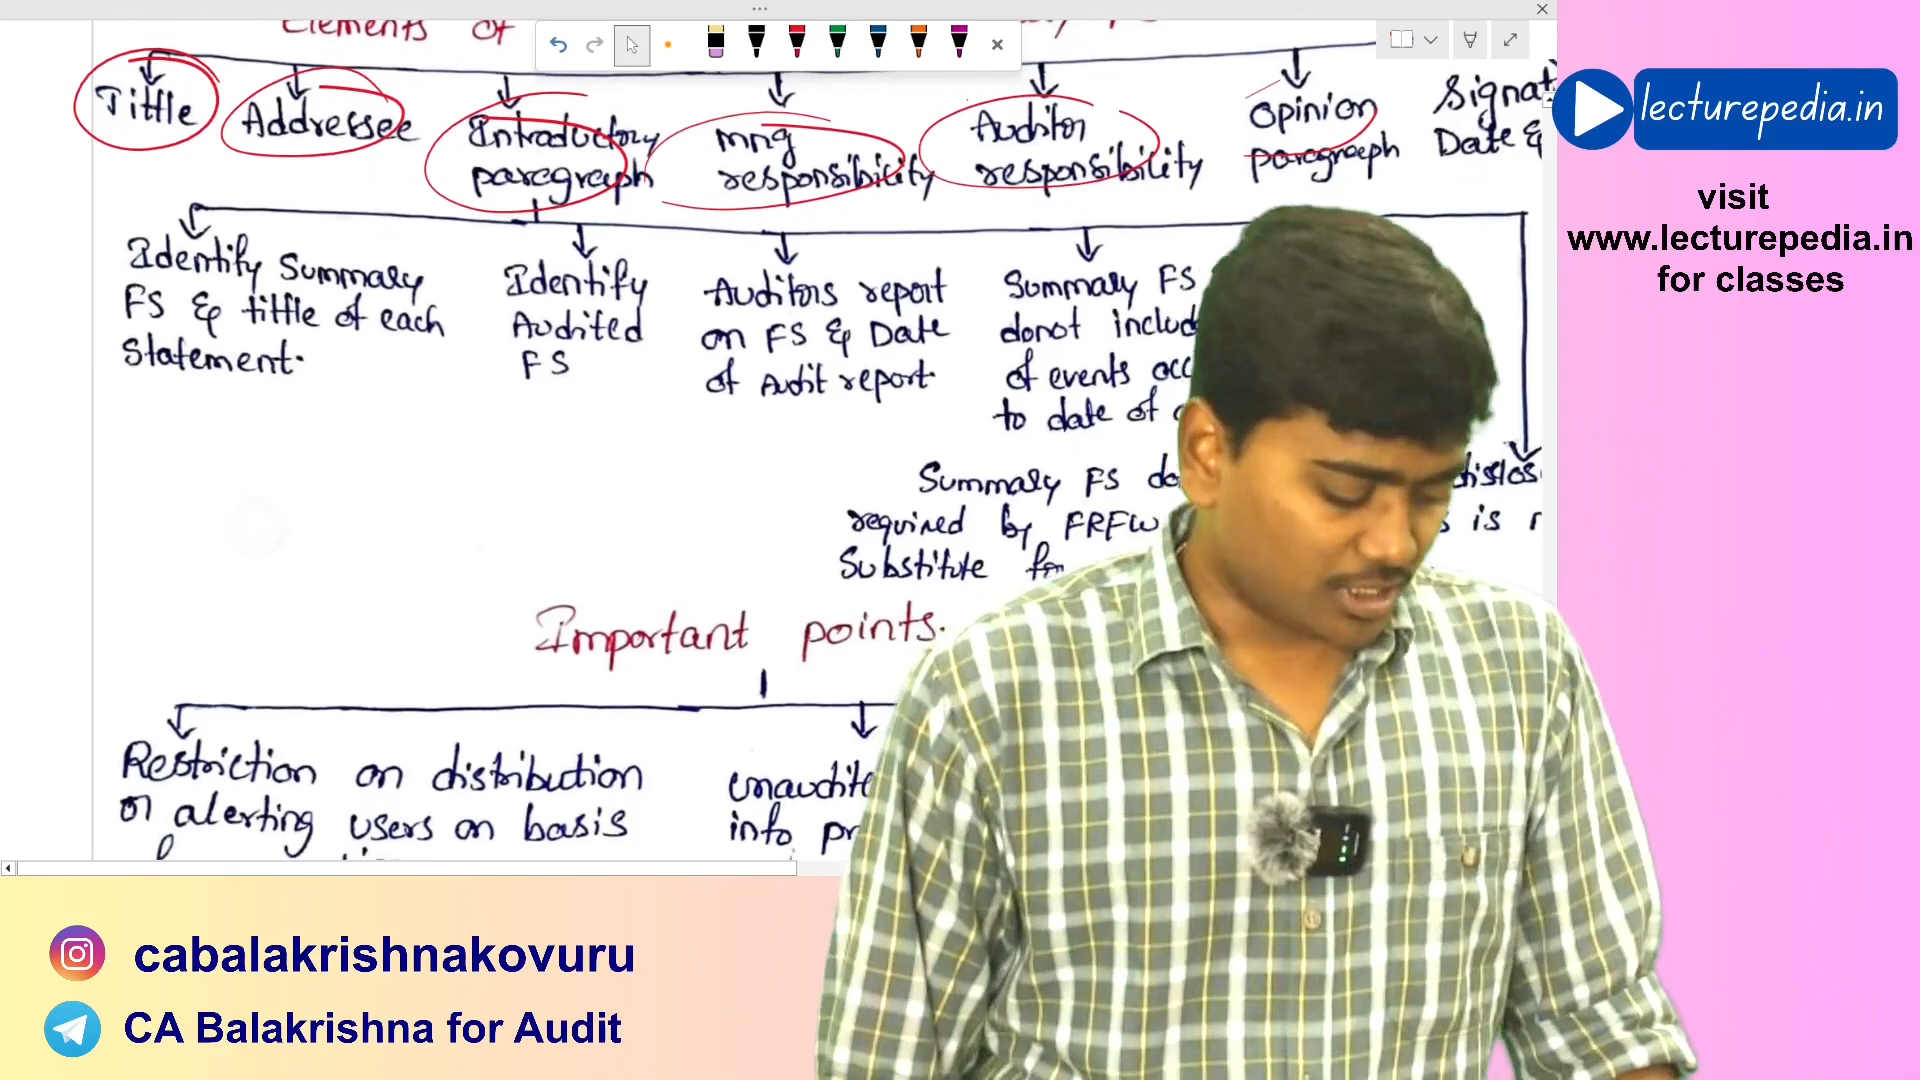 Elements of
Tittle
Addressee
Introductory
paragraph
mng
responsibility
Auditor
responsibility
opinion
paragraph
Signat
Date &
Identify Summary
FS & tittle of each
Statement.
Identify
Audited
FS
Auditors report
on FS & Date
of Audit report.
Summary FS
donot includ
of events occ
to date of
Summary FS do
disclos
required by FRFW
s is
Substitute for
Important points.
Restriction on distribution
or alerting users on basis
unaudite
info pr
lecturepedia.in
visit
www.lecturepedia.in
for classes
cabalakrishnakovuru
CA Balakrishna for Audit